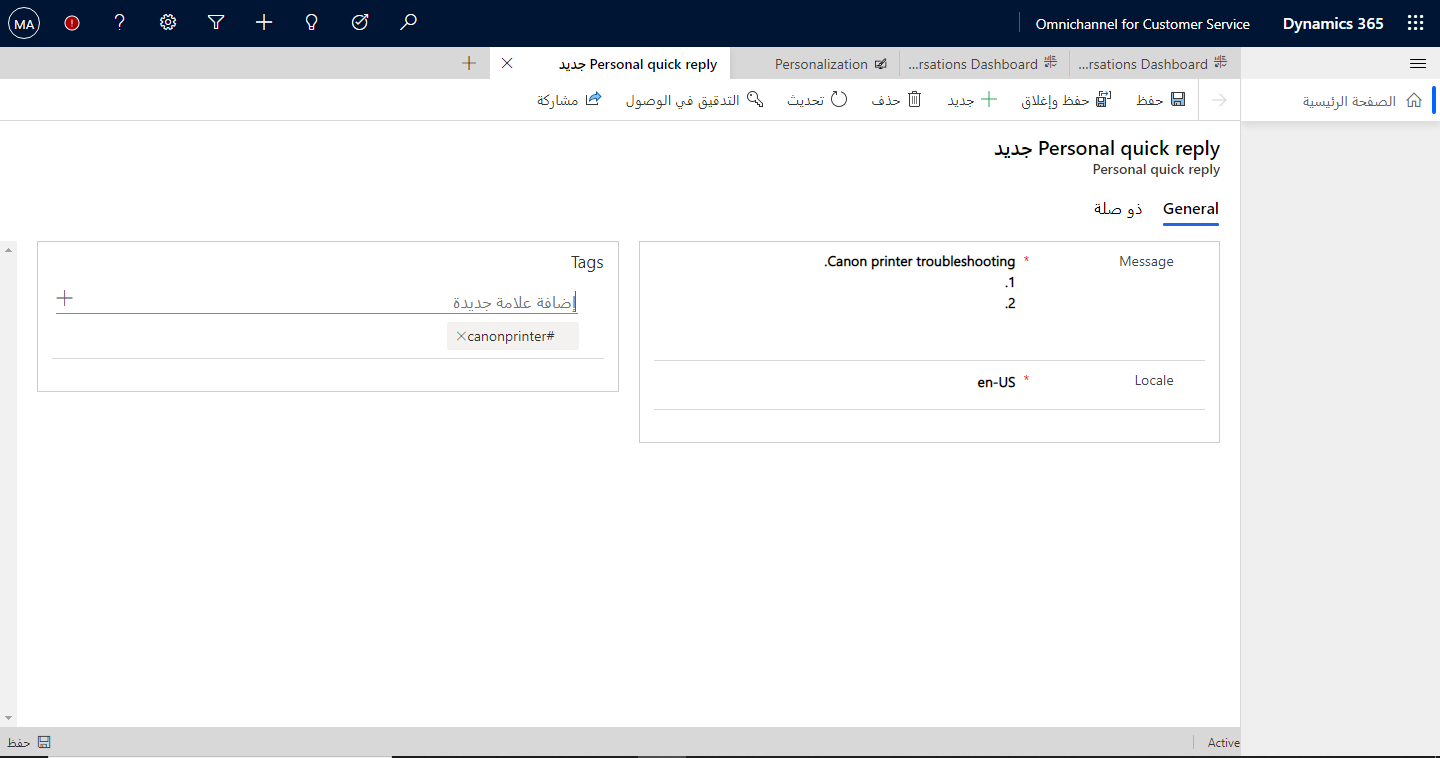 Dynamics 365
Omnichannel for Customer Service
MA
الصفحة الرئيسية
...rsations Dashboard
...rsations Dashboard
Personalization
Personal quick reply جديد
حفظ
حفظ وإغلاق
جديد
حذف
تحديث
التدقيق في الوصول
مشاركة
Personal quick reply جديد
Personal quick reply
General
ذو صلة
Message
*
.Canon printer troubleshooting
.1
.2
Locale
*
en-US
Tags
إضافة علامة جديدة
canonprinter#
Active
حفظ